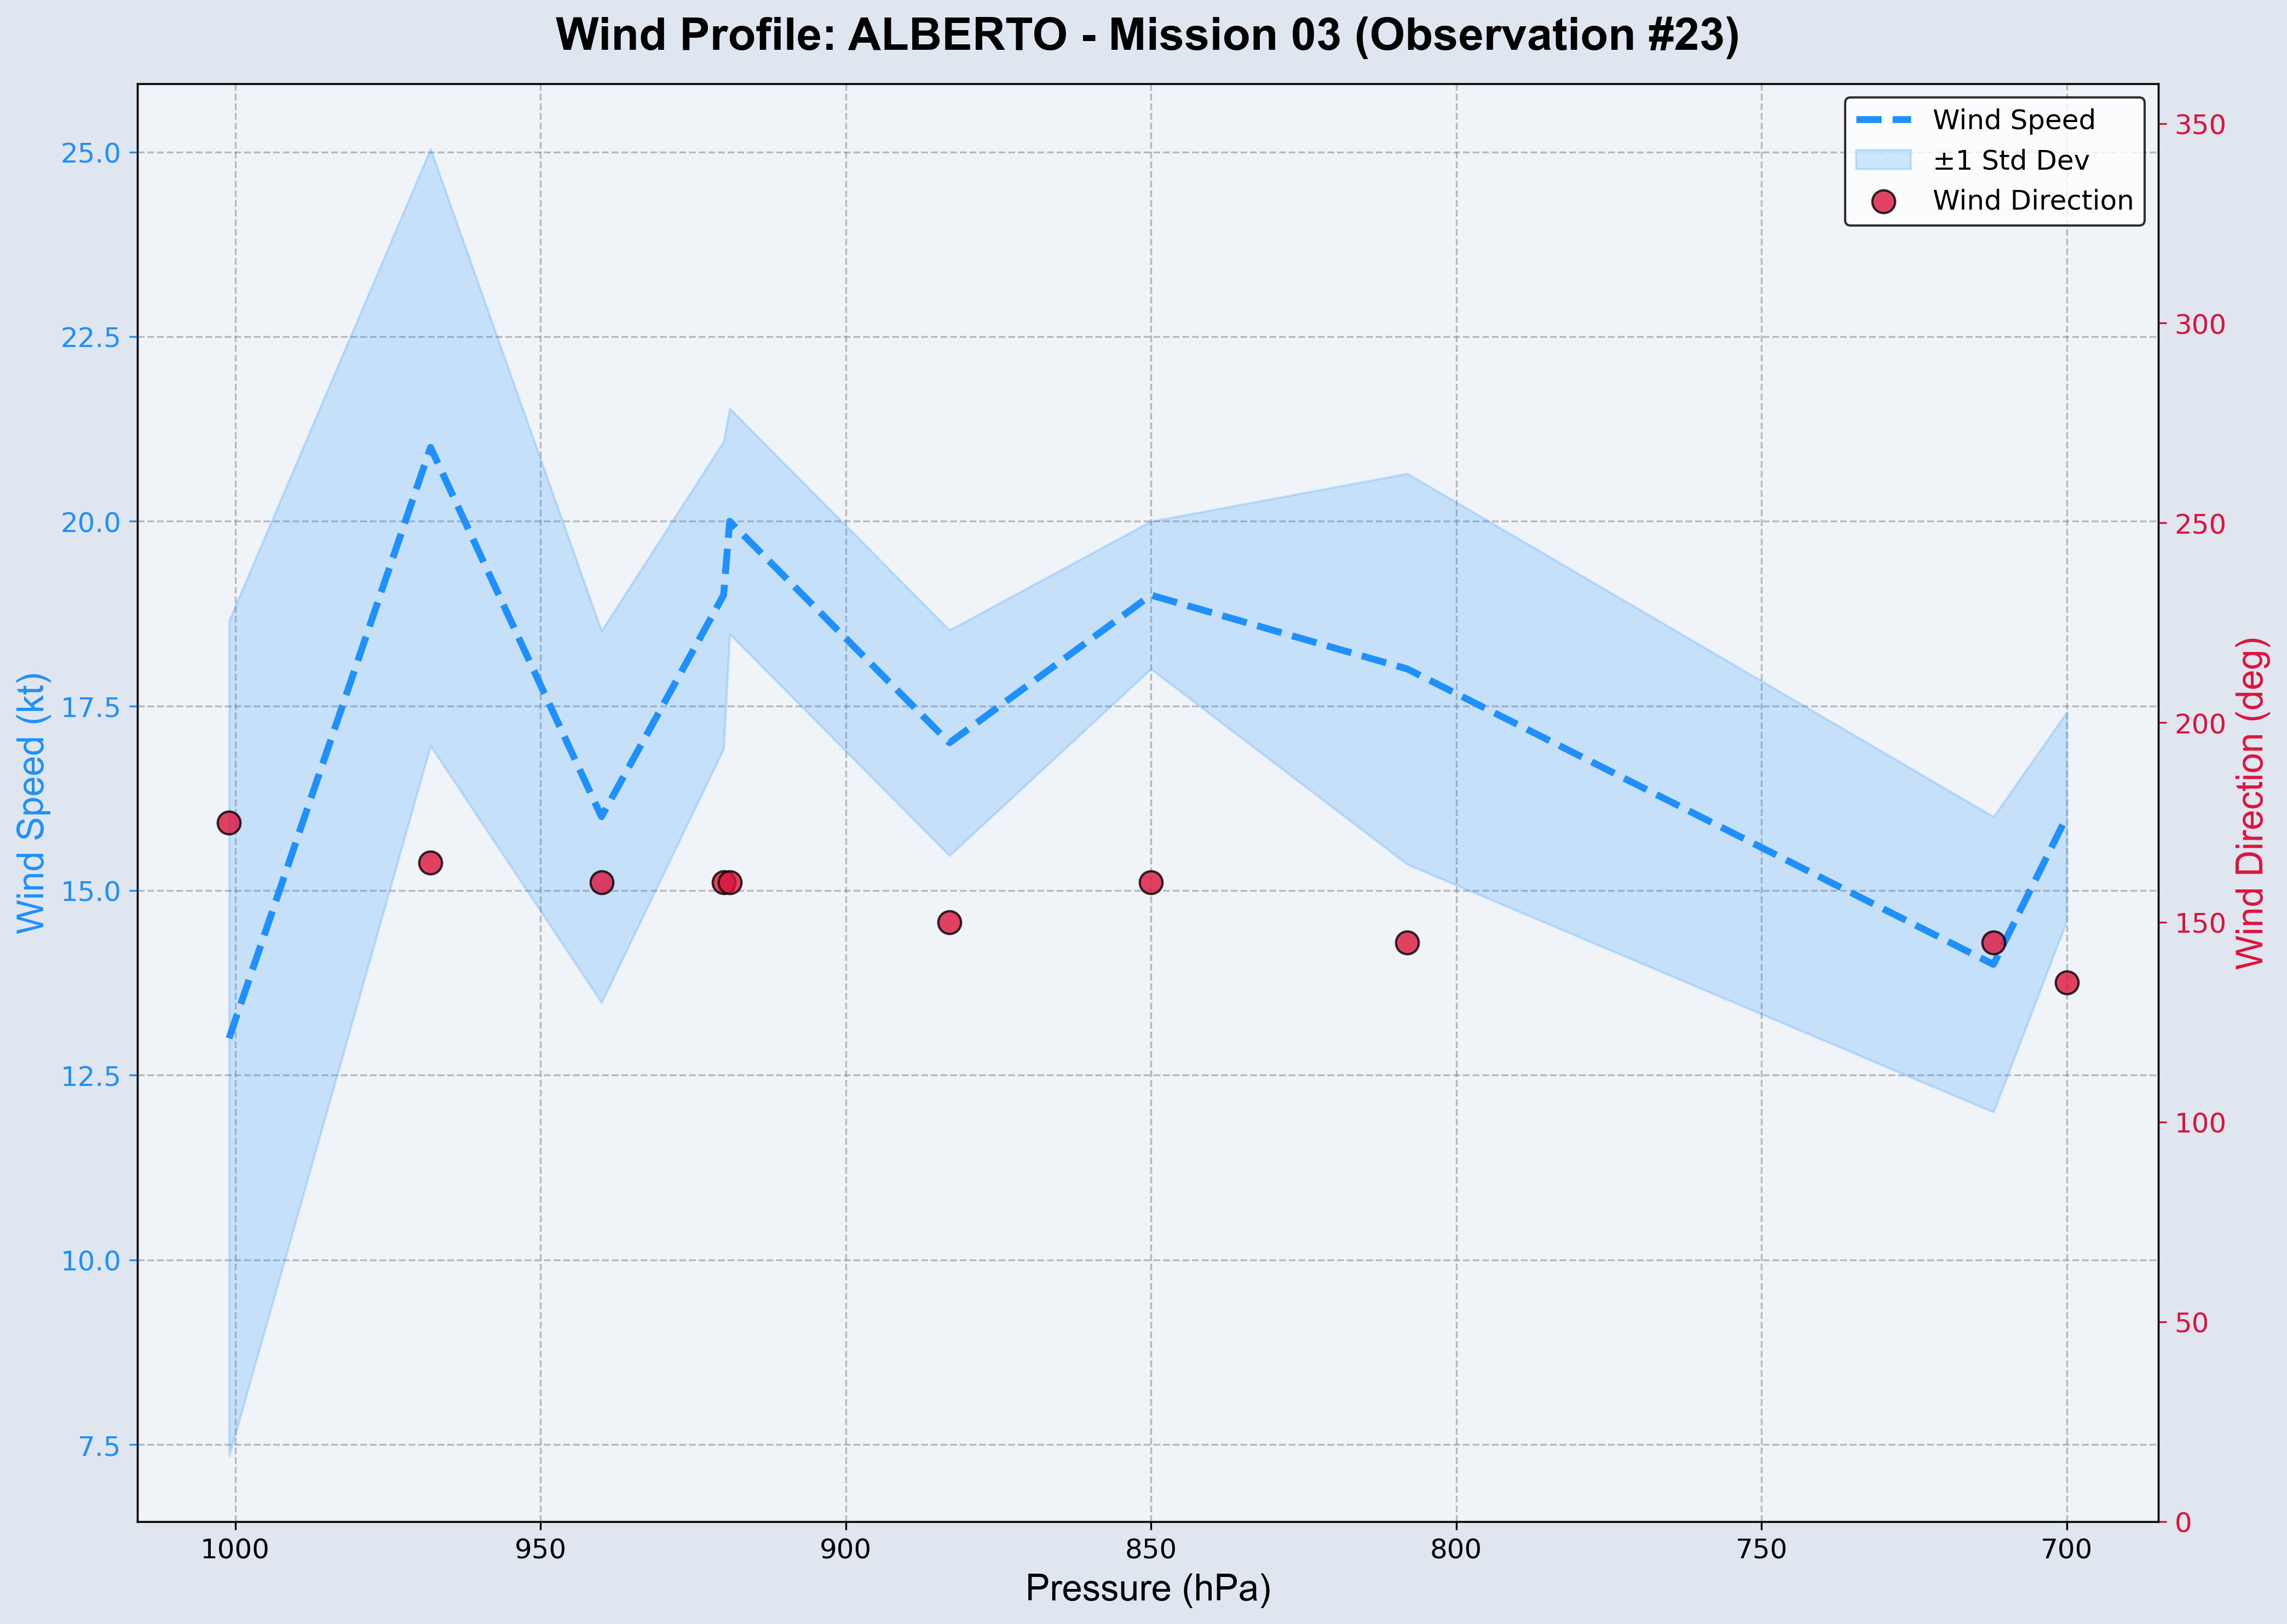 Wind Profile: ALBERTO - Mission 03 (Observation #23)
Wind Speed
±1 Std Dev
Wind Direction
Wind Speed (kt)
25.0
22.5
20.0
17.5
15.0
12.5
10.0
7.5
350
300
250
200
150
100
50
0
Wind Direction (deg)
1000 950 900 850 800 750 700
Pressure (hPa)